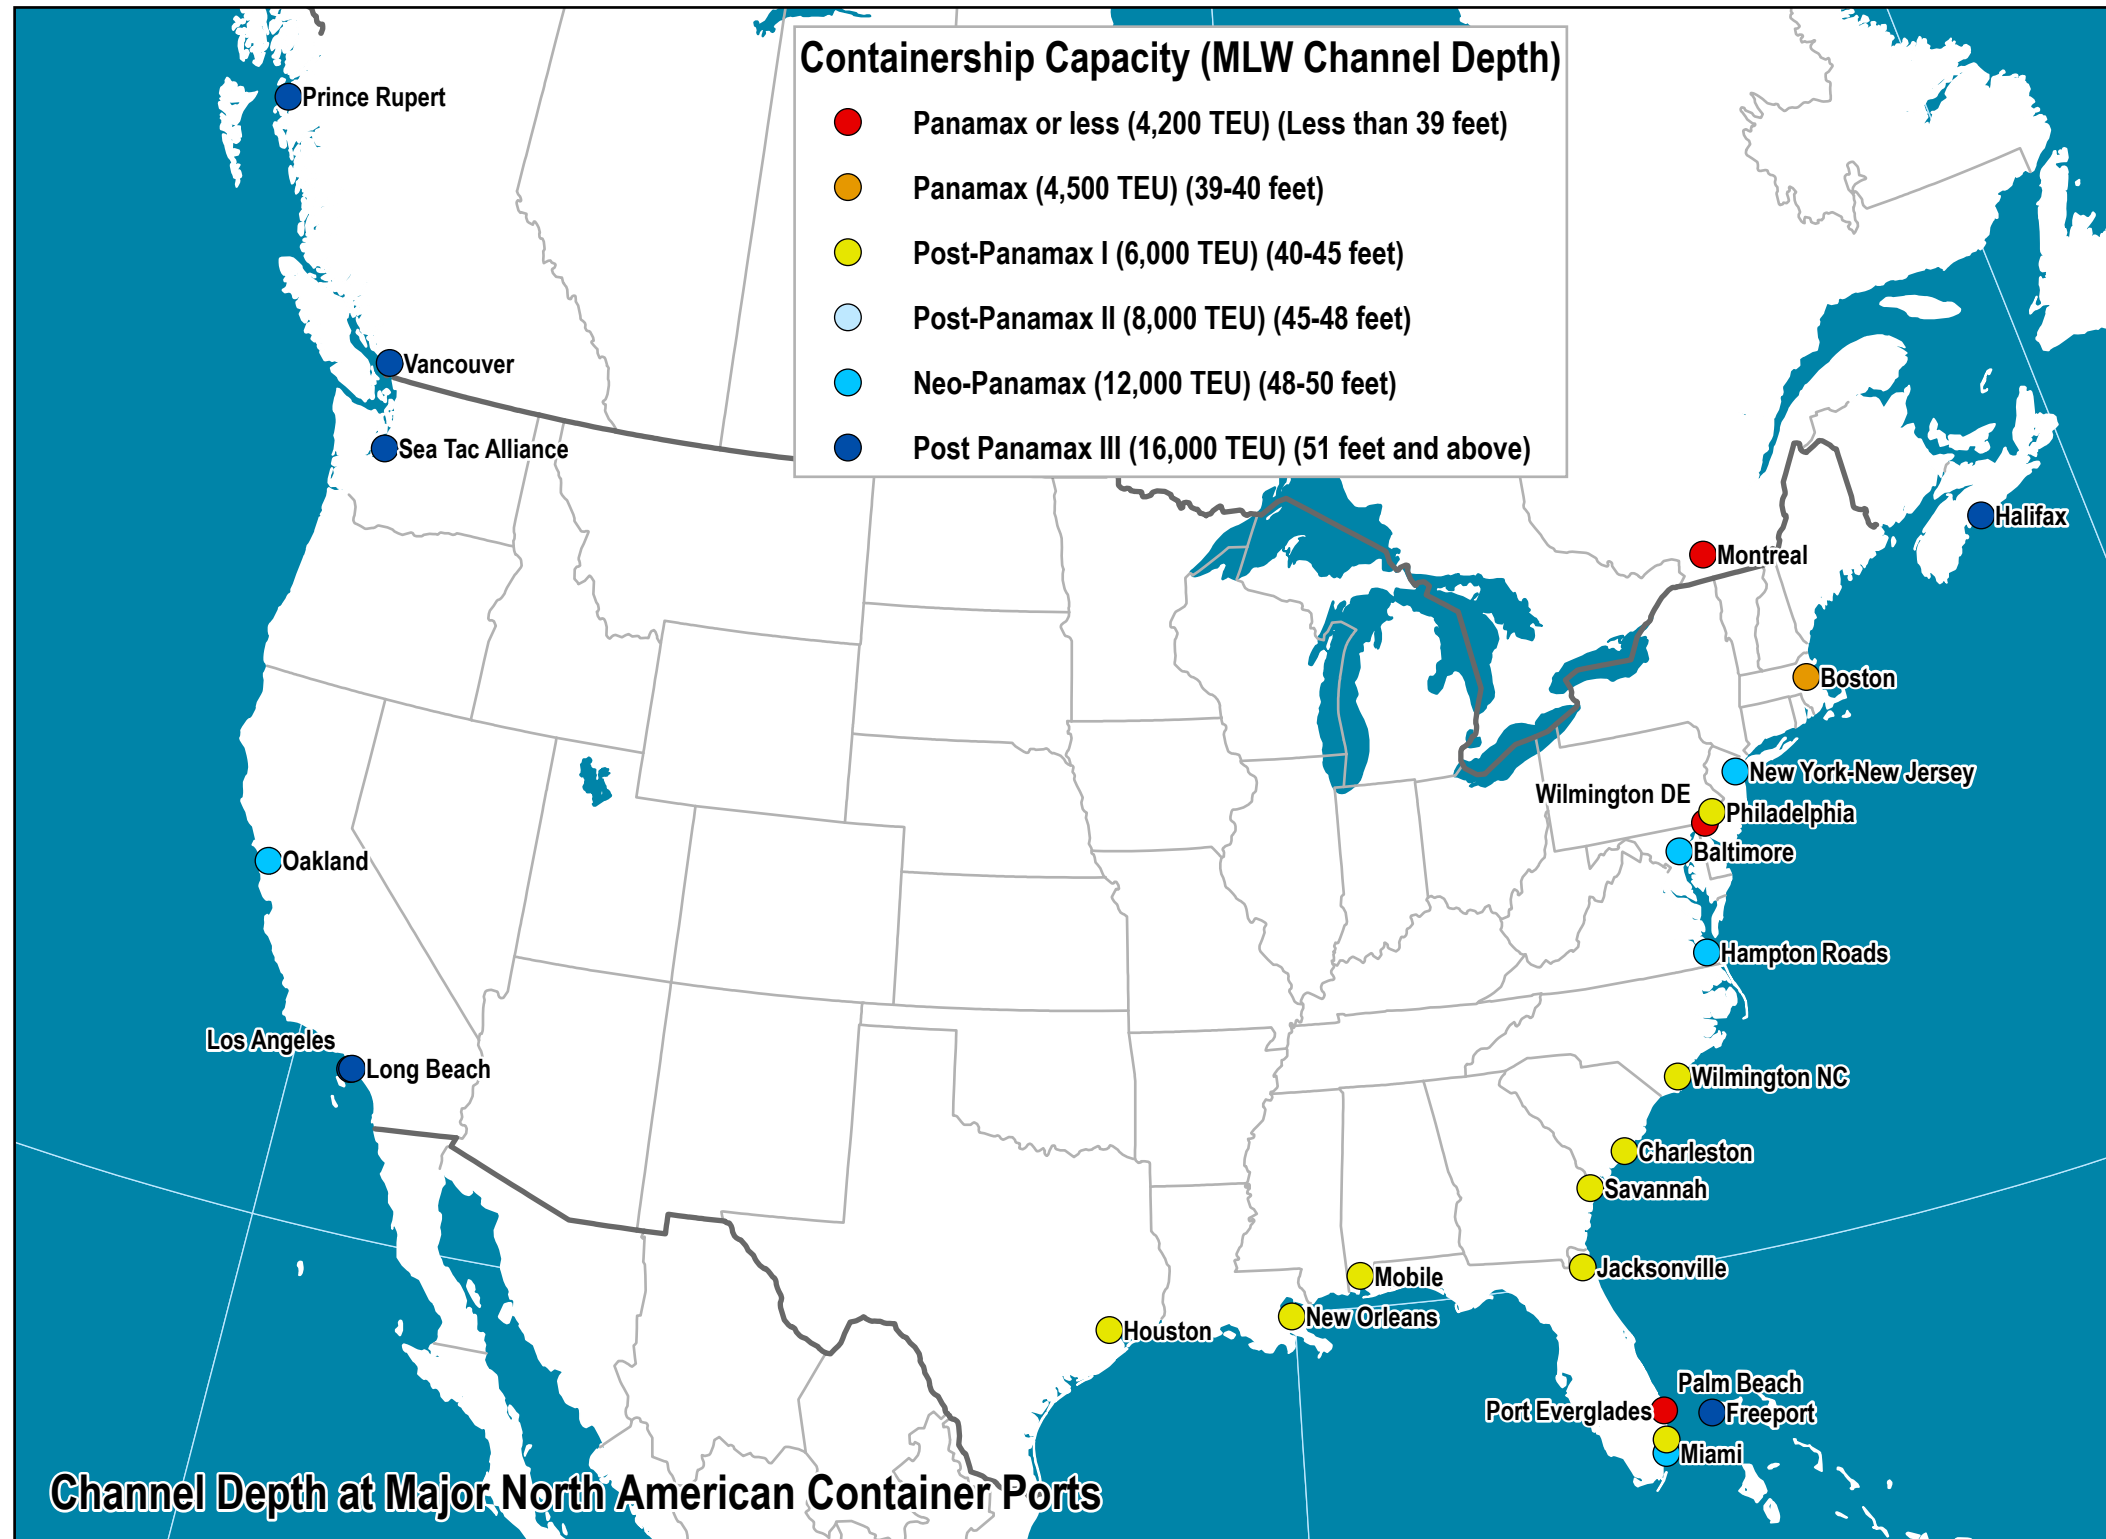 Containership Capacity (MLW Channel Depth)
Panamax or less (4,200 TEU) (Less than 39 feet)
Panamax (4,500 TEU) (39-40 feet)
Post-Panamax I (6,000 TEU) (40-45 feet)
Post-Panamax II (8,000 TEU) (45-48 feet)
Neo-Panamax (12,000 TEU) (48-50 feet)
Post Panamax III (16,000 TEU) (51 feet and above)
Prince Rupert
Vancouver
Sea Tac Alliance
Halifax
Montreal
Boston
New York-New Jersey
Wilmington DE
Philadelphia
Baltimore
Oakland
Hampton Roads
Los Angeles
Long Beach
Wilmington NC
Charleston
Savannah
Jacksonville
Mobile
New Orleans
Houston
Palm Beach
Port Everglades
Freeport
Miami
Channel Depth at Major North American Container Ports